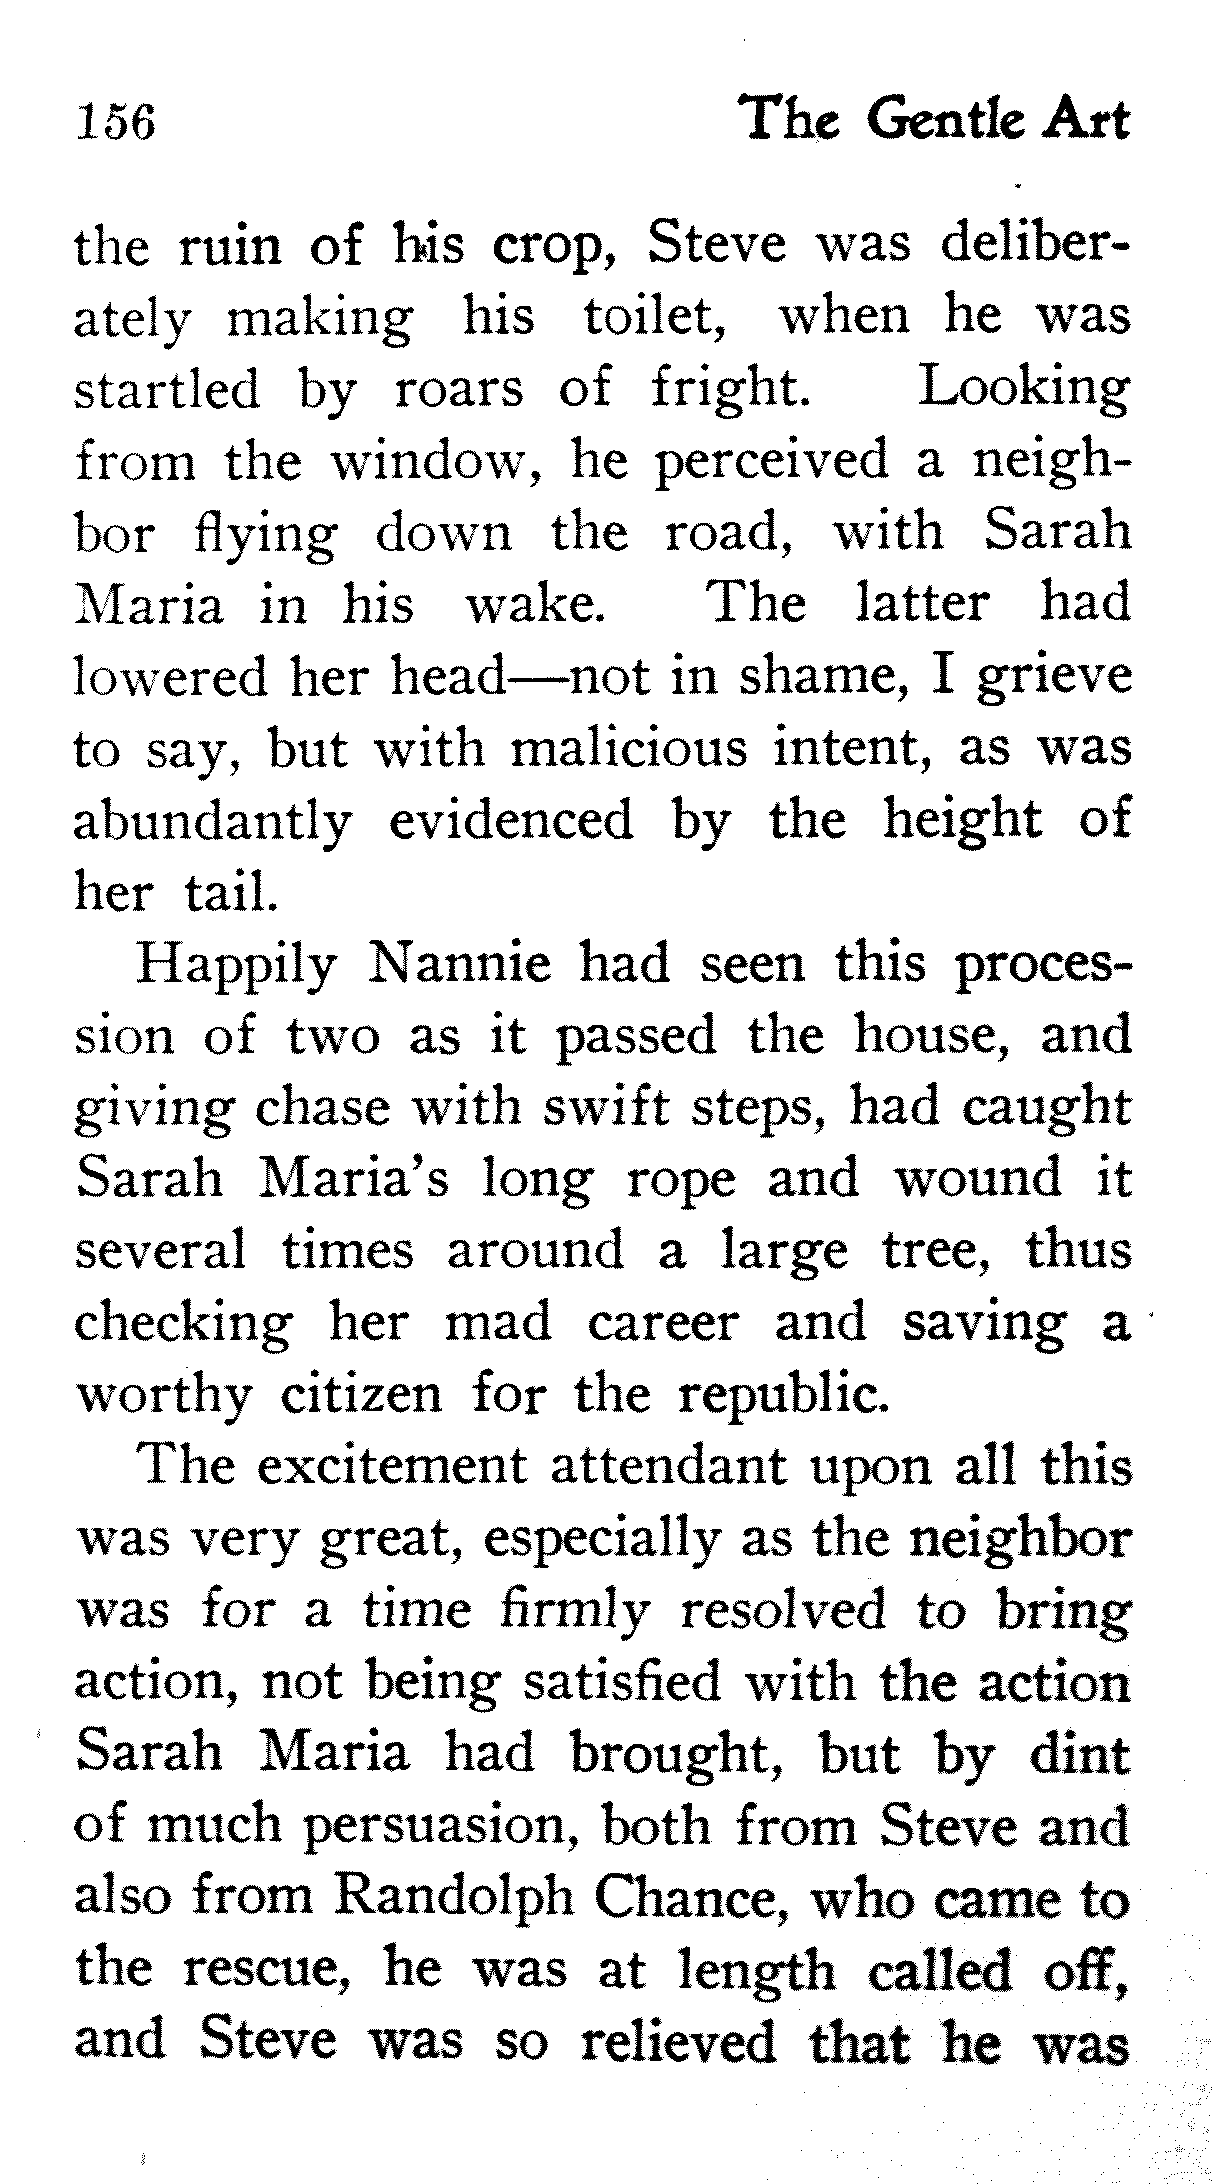 156 The Gentle Art
the ruin of his crop, Steve was deliber-
ately making his toilet, when he was
startled by roars of fright. Looking
from the window, he perceived a neigh-
bor flying down the road, with Sarah
Maria in his wake. The latter had
lowered her head—not in shame, I grieve
to say, but with malicious intent, as was
abundantly evidenced by the height of
her tail.
Happily Nannie had seen this proces-
sion of two as it passed the house, and
giving chase with swift steps, had caught
Sarah Maria's long rope and wound it
several times around a large tree, thus
checking her mad career and saving a
worthy citizen for the republic.
The excitement attendant upon all this
was very great, especially as the neighbor
was for a time firmly resolved to bring
action, not being satisfied with the action
Sarah Maria had brought, but by dint
of much persuasion, both from Steve and
also from Randolph Chance, who came to
the rescue, he was at length called off,
and Steve was so relieved that he was